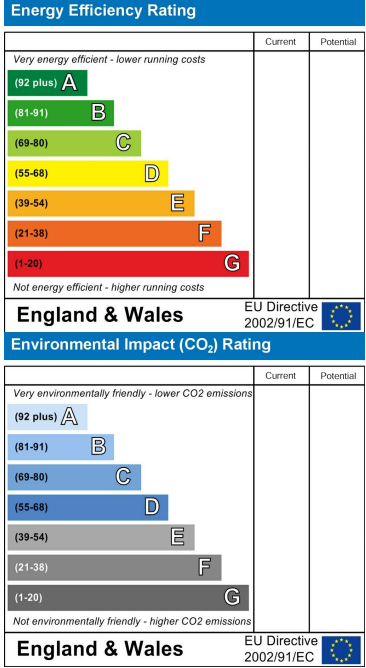 Energy Efficiency Rating
Current Potential
Very energy efficient - lower running costs
(92 plus) A
(81-91) B
(69-80) C
(55-68) D
(39-54) E
(21-38) F
(1-20) G
Not energy efficient - higher running costs
England & Wales
EU Directive
2002/91/EC
Environmental Impact (CO₂) Rating
Current Potential
Very environmentally friendly - lower CO2 emissions
(92 plus) A
(81-91) B
(69-80) C
(55-68) D
(39-54) E
(21-38) F
(1-20) G
Not environmentally friendly - higher CO2 emissions
England & Wales
EU Directive
2002/91/EC